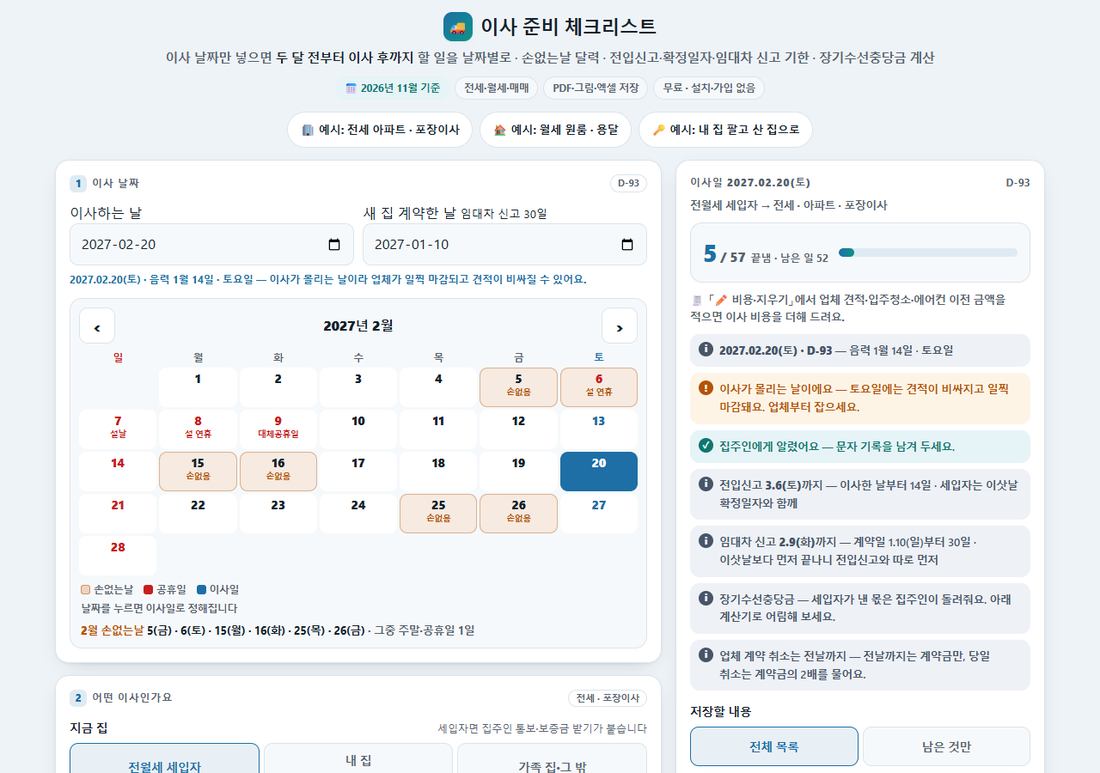 이사 준비 체크리스트
이사 날짜만 넣으면 두 달 전부터 이사 후까지 할 일을 날짜별로 · 손없는날 달력 · 전입신고·확정일자·임대차 신고 기한 · 장기수선충당금 계산
2026년 11월 기준 전세·월세·매매 PDF·그림·엑셀 저장 무료 · 설치·가입 없음
예시: 전세 아파트 · 포장이사 예시: 월세 원룸 · 용달 예시: 내 집 팔고 산 집으로
1 이사 날짜 D-93
이사하는 날 새 집 계약한 날 임대차 신고 30일
2027-02-20 2027-01-10
2027.02.20(토) · 음력 1월 14일 · 토요일 — 이사가 몰리는 날이라 업체가 일찍 마감되고 견적이 비싸질 수 있어요.
‹ 2027년 2월 ›
일 월 화 수 목 금 토
1 2 3 4 5 6
손없음 설 연휴
7 8 9 10 11 12 13
설날 설 연휴 대체공휴일
14 15 16 17 18 19 20
손없음 손없음
21 22 23 24 25 26 27
손없음 손없음
28
손없는날 공휴일 이사일
날짜를 누르면 이사일로 정해집니다
2월 손없는날 5(금) · 6(토) · 15(월) · 16(화) · 25(목) · 26(금) · 그중 주말·공휴일 1일
2 어떤 이사인가요 전세 · 포장이사
지금 집 세입자면 집주인 통보·보증금 받기가 붙습니다
전월세 세입자 내 집 가족 집·그 밖
이사일 2027.02.20(토) D-93
전월세 세입자 → 전세 · 아파트 · 포장이사
5 / 57 끝냄 · 남은 일 52
「비용·지우기」에서 업체 견적·입주청소·에어컨 이전 금액을
적으면 이사 비용을 더해 드려요.
2027.02.20(토) · D-93 — 음력 1월 14일 · 토요일
이사가 몰리는 날이에요 — 토요일에는 견적이 비싸지고 일찍
마감돼요. 업체부터 잡으세요.
집주인에게 알렸어요 — 문자 기록을 남겨 두세요.
전입신고 3.6(토)까지 — 이사한 날부터 14일 · 세입자는 이삿날
확정일자와 함께
임대차 신고 2.9(화)까지 — 계약일 1.10(일)부터 30일 ·
이삿날보다 먼저 끝나니 전입신고와 따로 먼저
장기수선충당금 — 세입자가 낸 몫은 집주인이 돌려줘요. 아래
계산기로 어림해 보세요.
업체 계약 취소는 전날까지 — 전날까지는 계약금만, 당일
취소는 계약금의 2배를 물어요.
저장할 내용
전체 목록 남은 것만